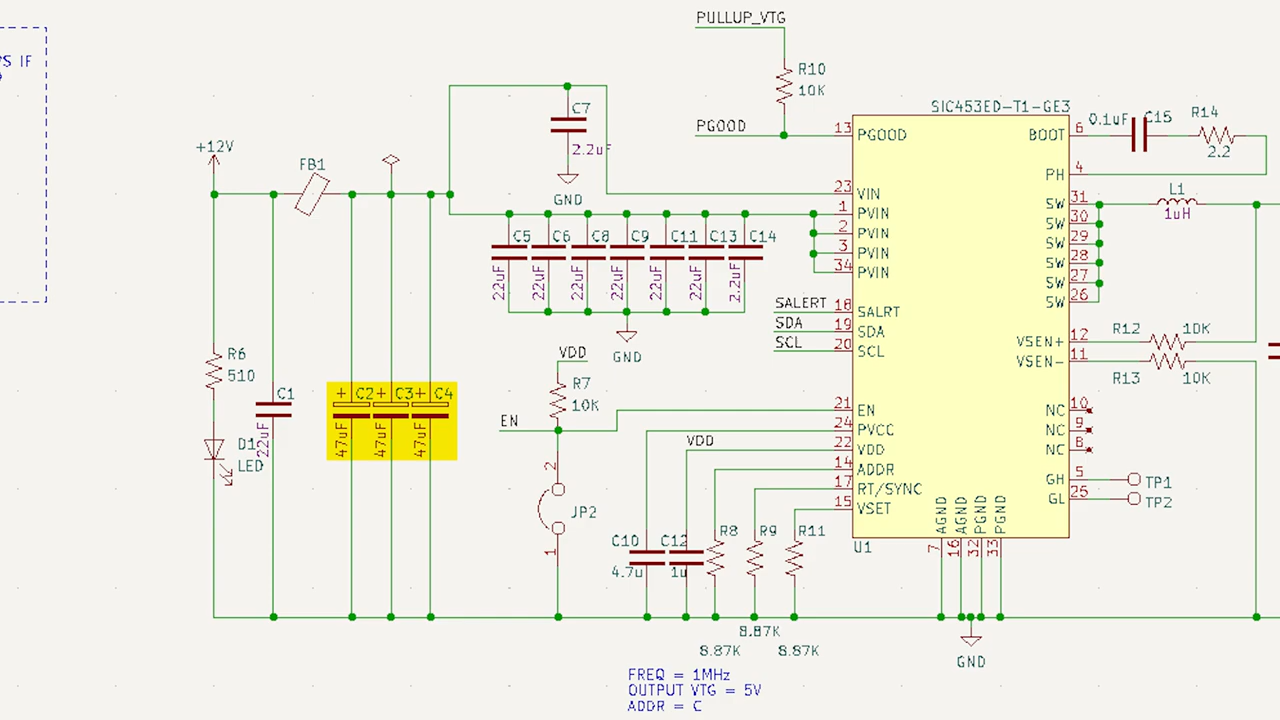 PULLUP_VTG
R10
10K
SIC453ED-T1-GE3
PGOOD
13
PGOOD
BOOT
6
0.1uF
C15
R14
2.2
C7
2.2uF
GND
+12V
FB1
PH
4
23
VIN
1
PVIN
2
PVIN
3
PVIN
34
PVIN
SW
31
SW
30
SW
29
SW
28
SW
27
SW
26
L1
1uH
C5
C6
C8
C9
C11
C13
C14
22uF
22uF
22uF
22uF
22uF
22uF
2.2uF
GND
SALERT
18
SALRT
SDA
19
SDA
SCL
20
SCL
VSEN+
12
R12
10K
VSEN-
11
R13
10K
R6
510
C1
22uF
D1
LED
+
C2
+
C3
+
C4
47uF
47uF
47uF
VDD
R7
10K
EN
21
EN
24
PVCC
VDD
22
VDD
14
ADDR
17
RT/SYNC
15
VSET
NC
10
NC
9
NC
8
GH
5
TP1
GL
25
TP2
2
JP2
1
C10
4.7u
C12
1u
R8
R9
R11
AGND
AGND
PGND
PGND
7
16
32
33
U1
8.87K
8.87K
8.87K
GND
FREQ = 1MHz
OUTPUT VTG = 5V
ADDR = C